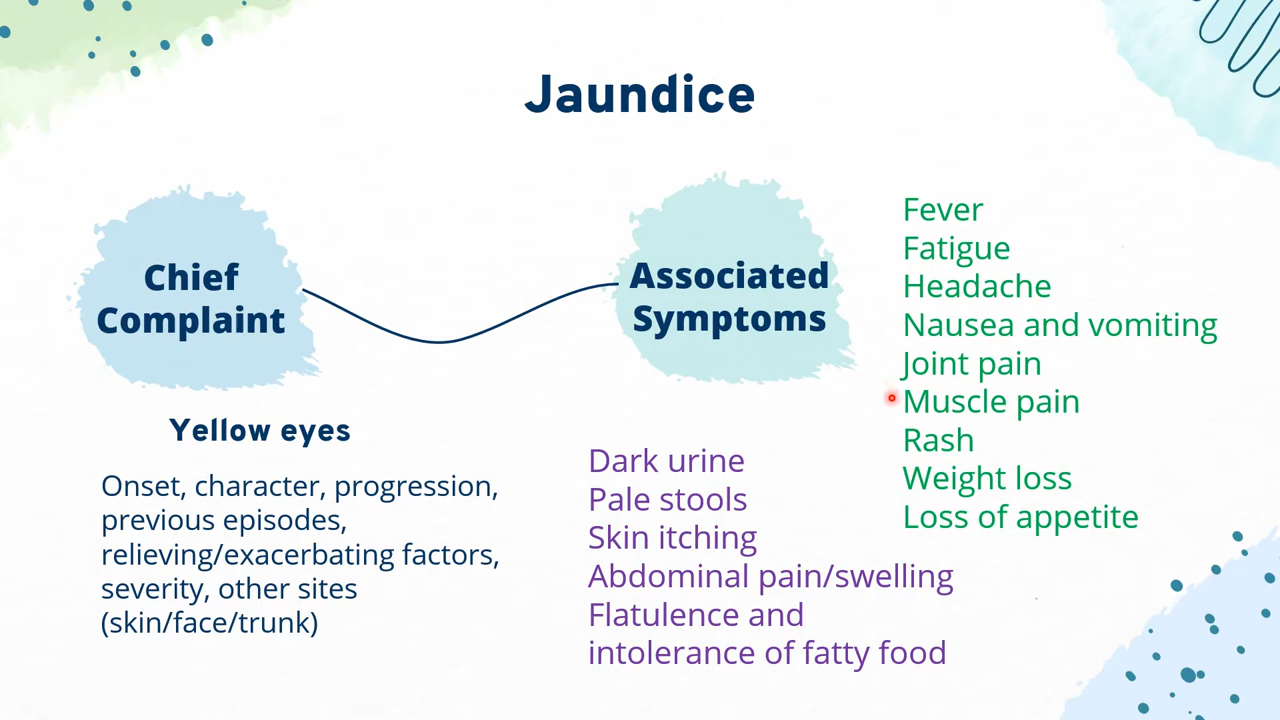 Jaundice
Chief
Complaint
Yellow eyes
Onset, character, progression,
previous episodes,
relieving/exacerbating factors,
severity, other sites
(skin/face/trunk)
Associated
Symptoms
Dark urine
Pale stools
Skin itching
Abdominal pain/swelling
Flatulence and
intolerance of fatty food
Fever
Fatigue
Headache
Nausea and vomiting
Joint pain
Muscle pain
Rash
Weight loss
Loss of appetite